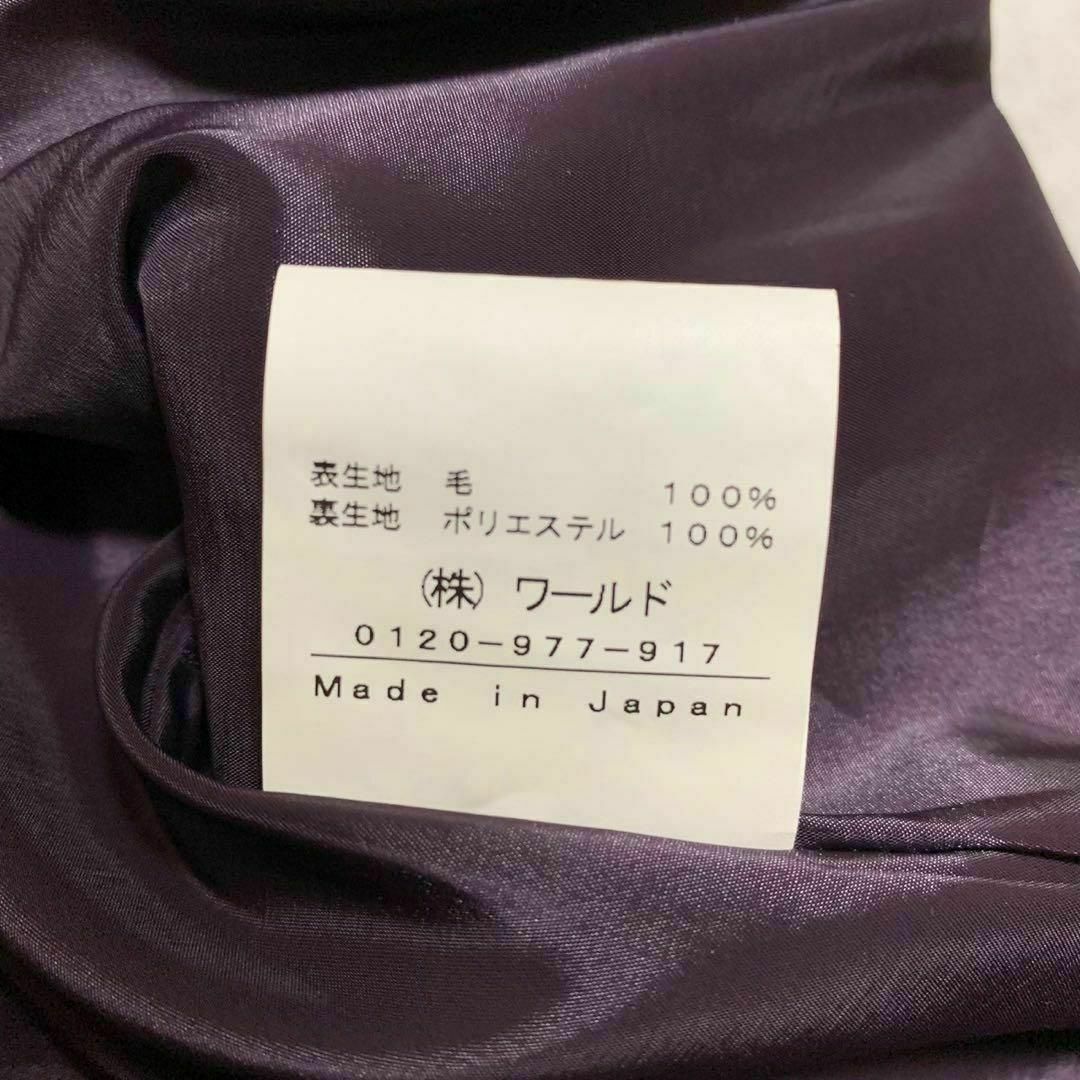 表生地 毛 100%
裏生地 ポリエステル 100%
(株) ワールド
0120-977-917
Made in Japan